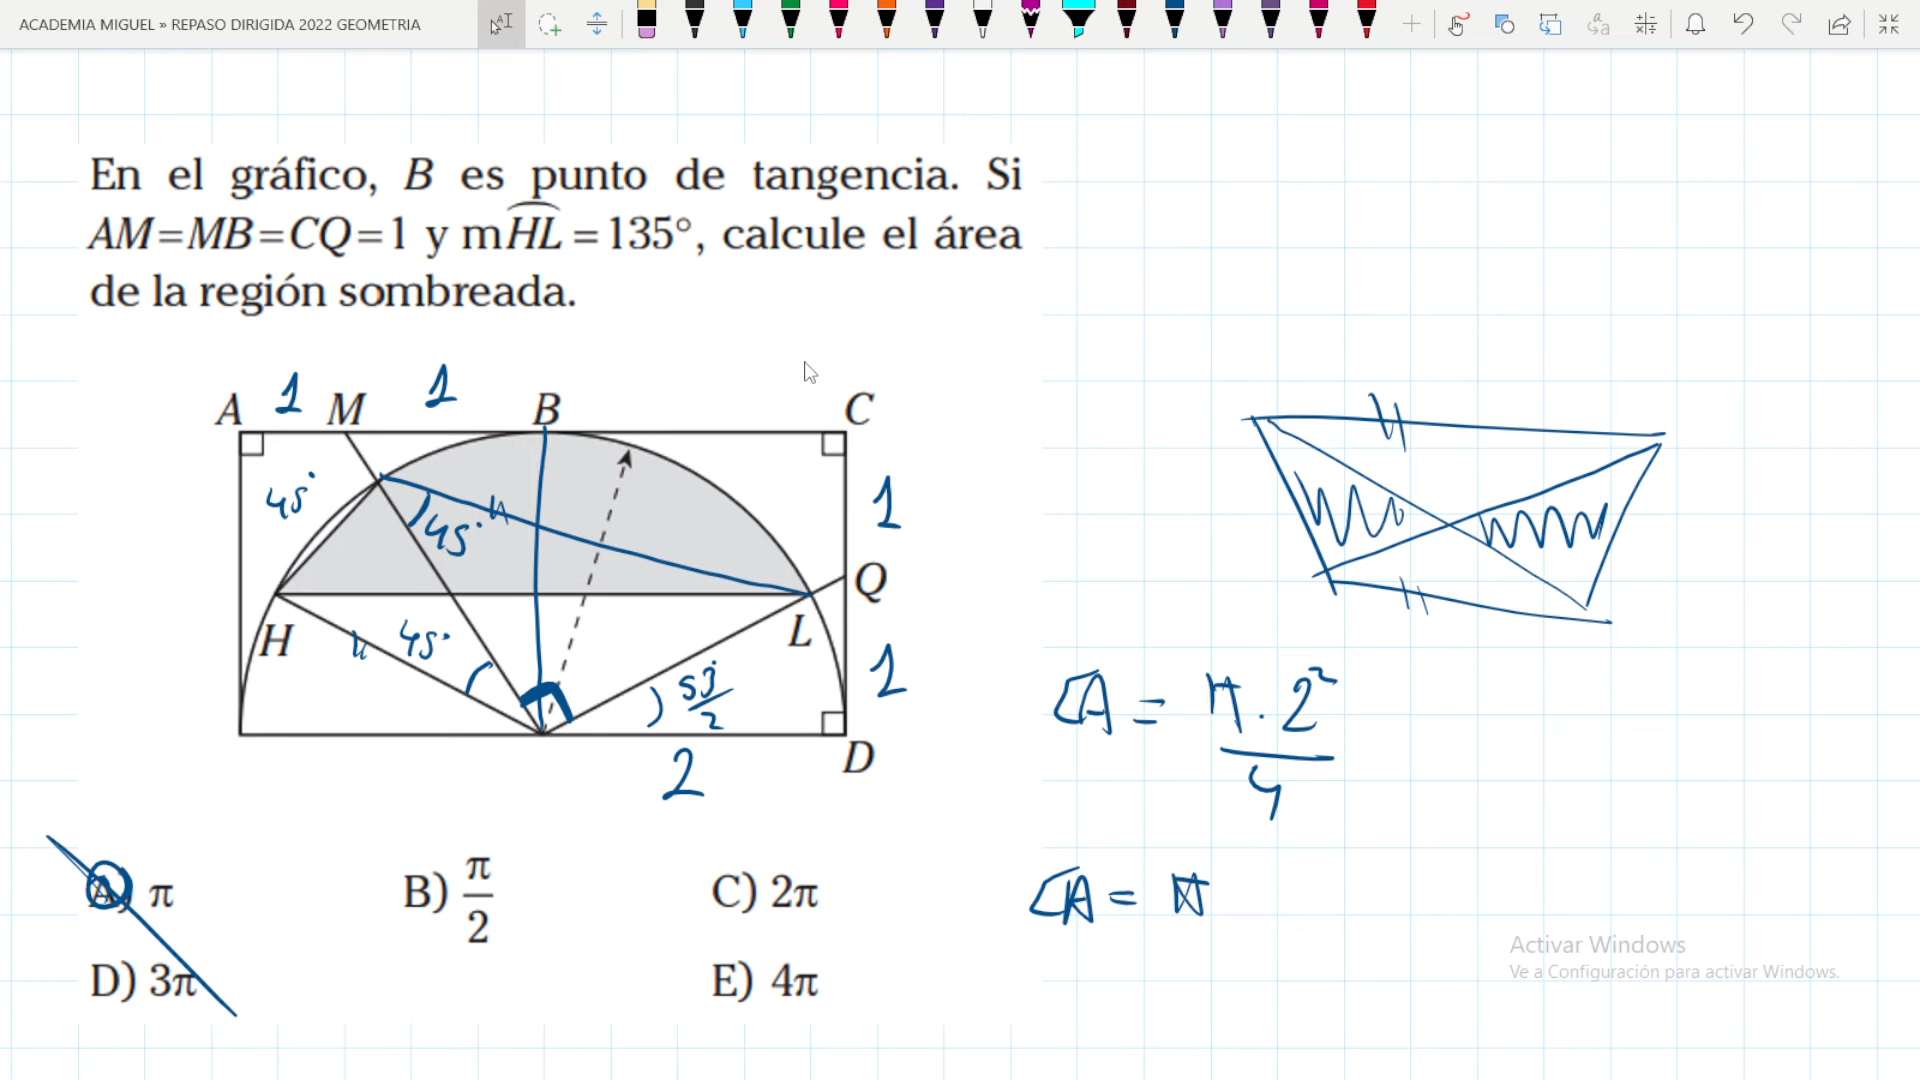 ACADEMIA MIGUEL » REPASO DIRIGIDA 2022 GEOMETRIA
En el gráfico, B es punto de tangencia. Si
AM=MB=CQ=1 y mHL=135°, calcule el área
de la región sombreada.
A 1 M 1 B C
45°
45°
1
Q
H 45° L
53/2
1
D
2
A = π.2²/4
A) π B) π/2 C) 2π
A = π
D) 3π E) 4π
Activar Windows
Ve a Configuración para activar Windows.